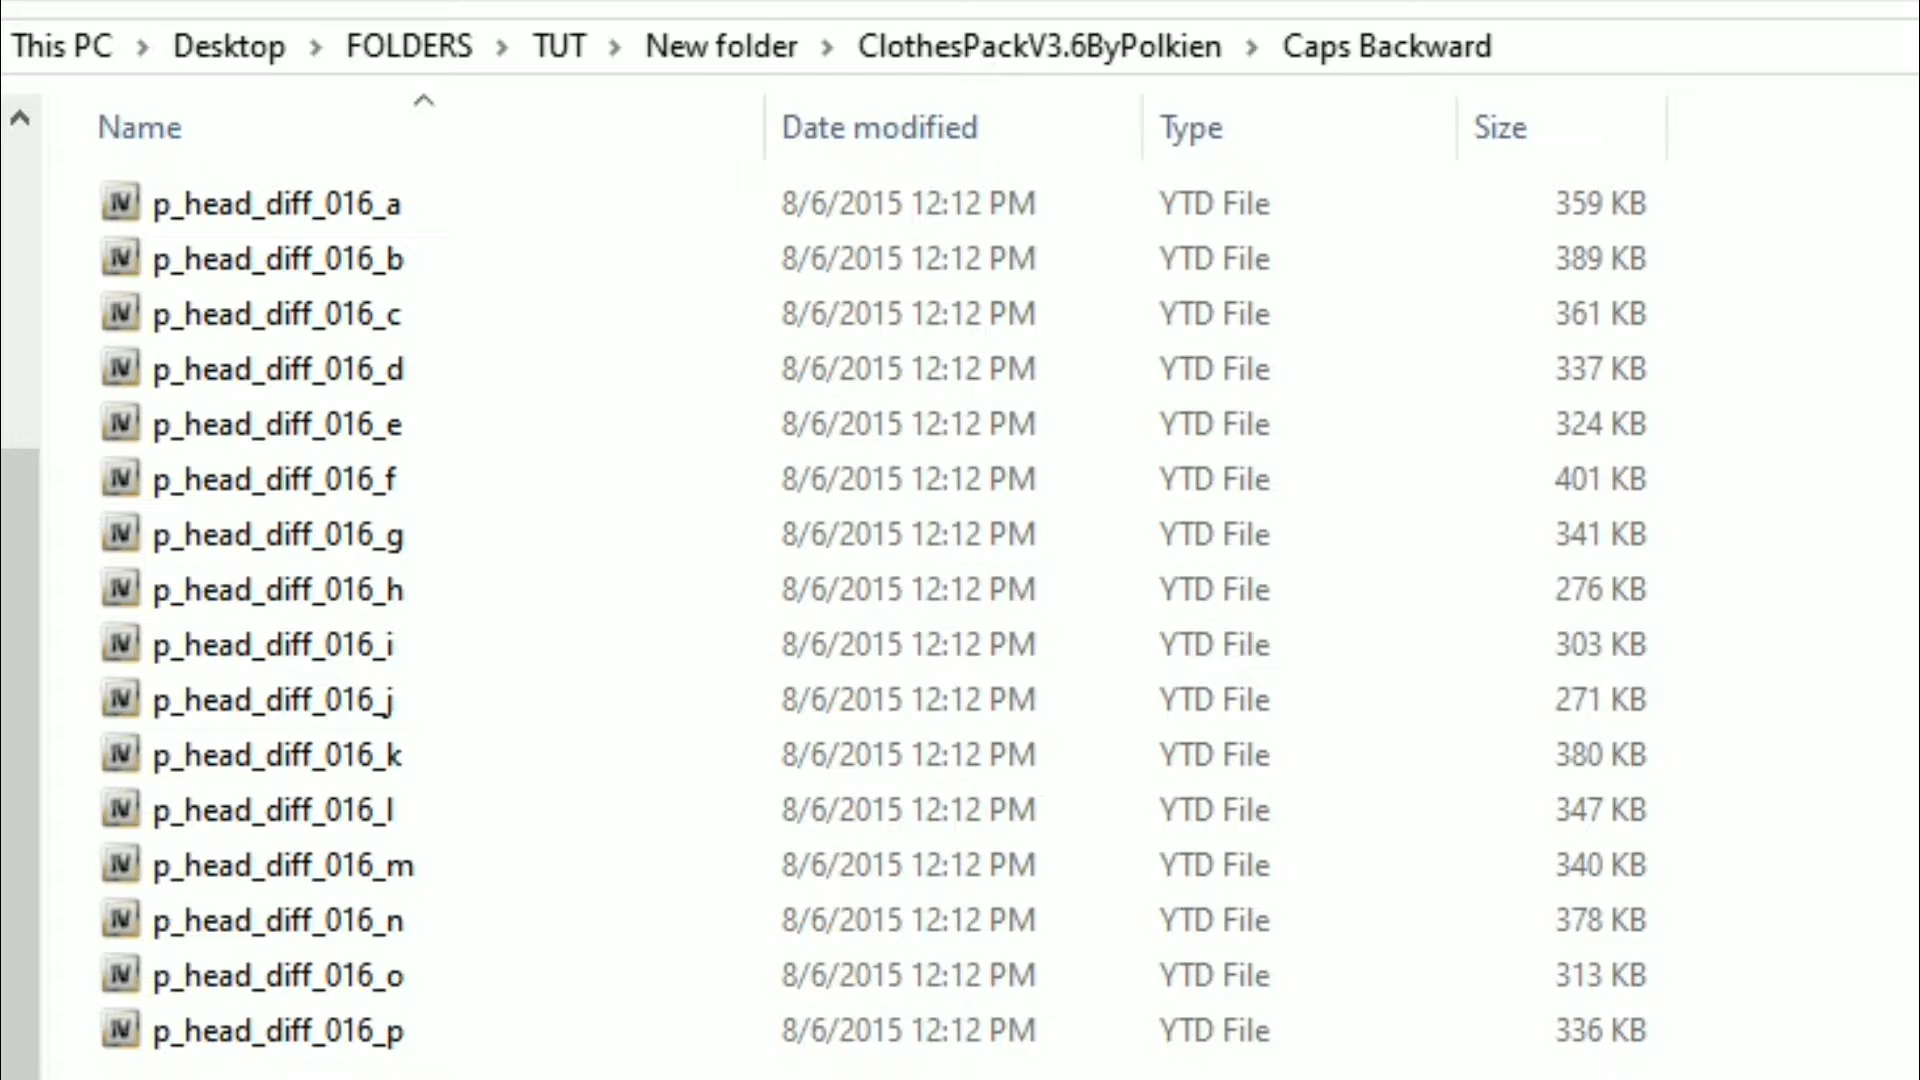 This PC > Desktop > FOLDERS > TUT > New folder > ClothesPackV3.6ByPolkien > Caps Backward
Name Date modified Type Size
p_head_diff_016_a 8/6/2015 12:12 PM YTD File 359 KB
p_head_diff_016_b 8/6/2015 12:12 PM YTD File 389 KB
p_head_diff_016_c 8/6/2015 12:12 PM YTD File 361 KB
p_head_diff_016_d 8/6/2015 12:12 PM YTD File 337 KB
p_head_diff_016_e 8/6/2015 12:12 PM YTD File 324 KB
p_head_diff_016_f 8/6/2015 12:12 PM YTD File 401 KB
p_head_diff_016_g 8/6/2015 12:12 PM YTD File 341 KB
p_head_diff_016_h 8/6/2015 12:12 PM YTD File 276 KB
p_head_diff_016_i 8/6/2015 12:12 PM YTD File 303 KB
p_head_diff_016_j 8/6/2015 12:12 PM YTD File 271 KB
p_head_diff_016_k 8/6/2015 12:12 PM YTD File 380 KB
p_head_diff_016_l 8/6/2015 12:12 PM YTD File 347 KB
p_head_diff_016_m 8/6/2015 12:12 PM YTD File 340 KB
p_head_diff_016_n 8/6/2015 12:12 PM YTD File 378 KB
p_head_diff_016_o 8/6/2015 12:12 PM YTD File 313 KB
p_head_diff_016_p 8/6/2015 12:12 PM YTD File 336 KB